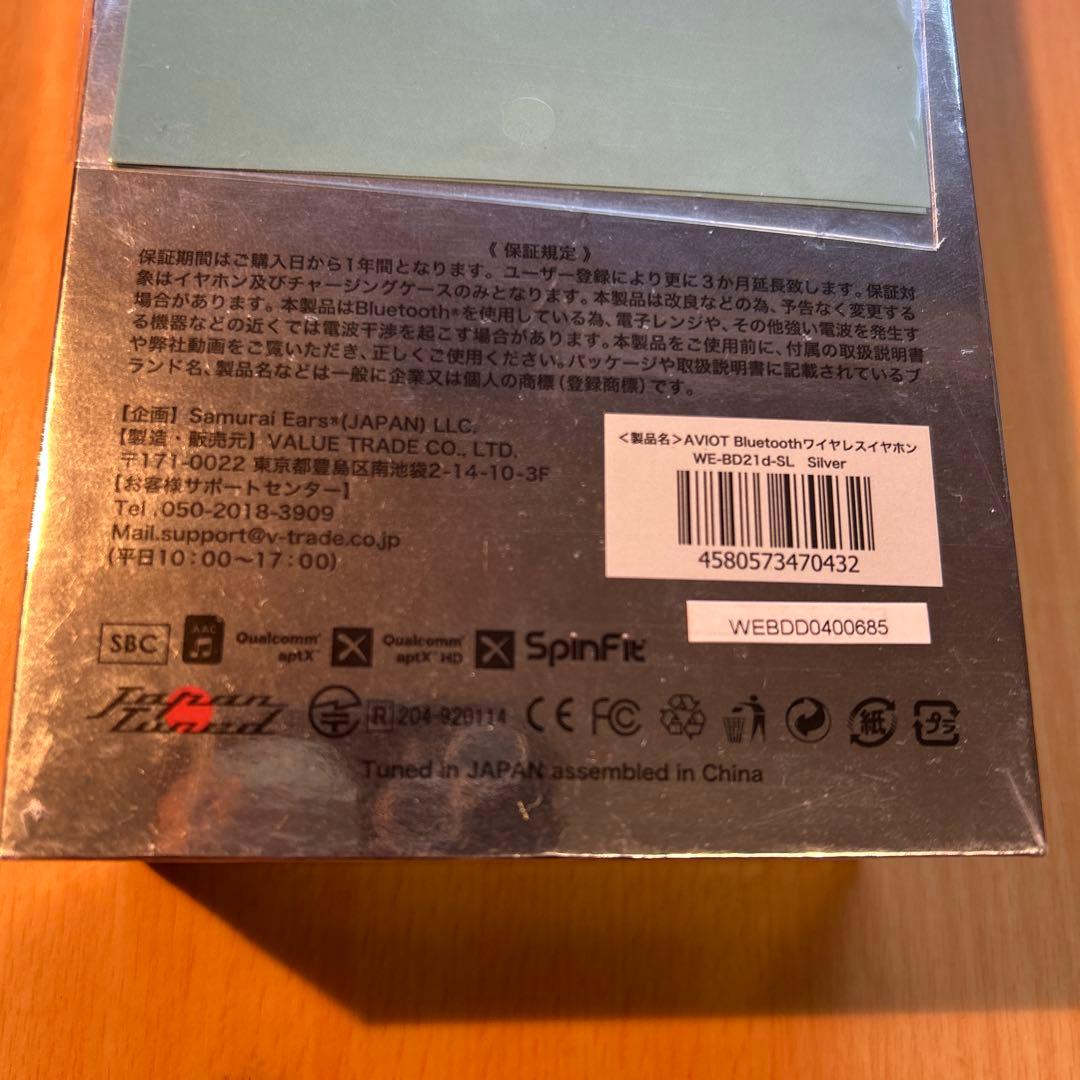 《 保証規定 》
保証期間はご購入日から1年間となります。ユーザー登録により更に3か月延長致します。保証対
象はイヤホン及びチャージングケースのみとなります。本製品は改良などの為、予告なく変更する
場合があります。本製品はBluetooth®を使用している為、電子レンジや、その他強い電波を発生す
る機器などの近くでは電波干渉を起こす場合があります。本製品をご使用前に、付属の取扱説明書
や弊社動画をご覧いただき、正しくご使用ください。パッケージや取扱説明書に記載されているブ
ランド名、製品名などは一般に企業又は個人の商標（登録商標）です。
【企画】Samurai Ears®(JAPAN) LLC.
【製造・販売元】VALUE TRADE CO., LTD.
〒171-0022 東京都豊島区南池袋2-14-10-3F
【お客様サポートセンター】
Tel .050-2018-3909
Mail.support@v-trade.co.jp
(平日10：00〜17：00)
<製品名>AVIOT Bluetoothワイヤレスイヤホン
WE-BD21d-SL Silver
4580573470432
WEBDD0400685
SBC AAC Qualcomm® aptX™ Qualcomm® aptX™ HD SpinFit®
Japan Tuned
R 204-920114 CE FC 紙 プラ
Tuned in JAPAN assembled in China